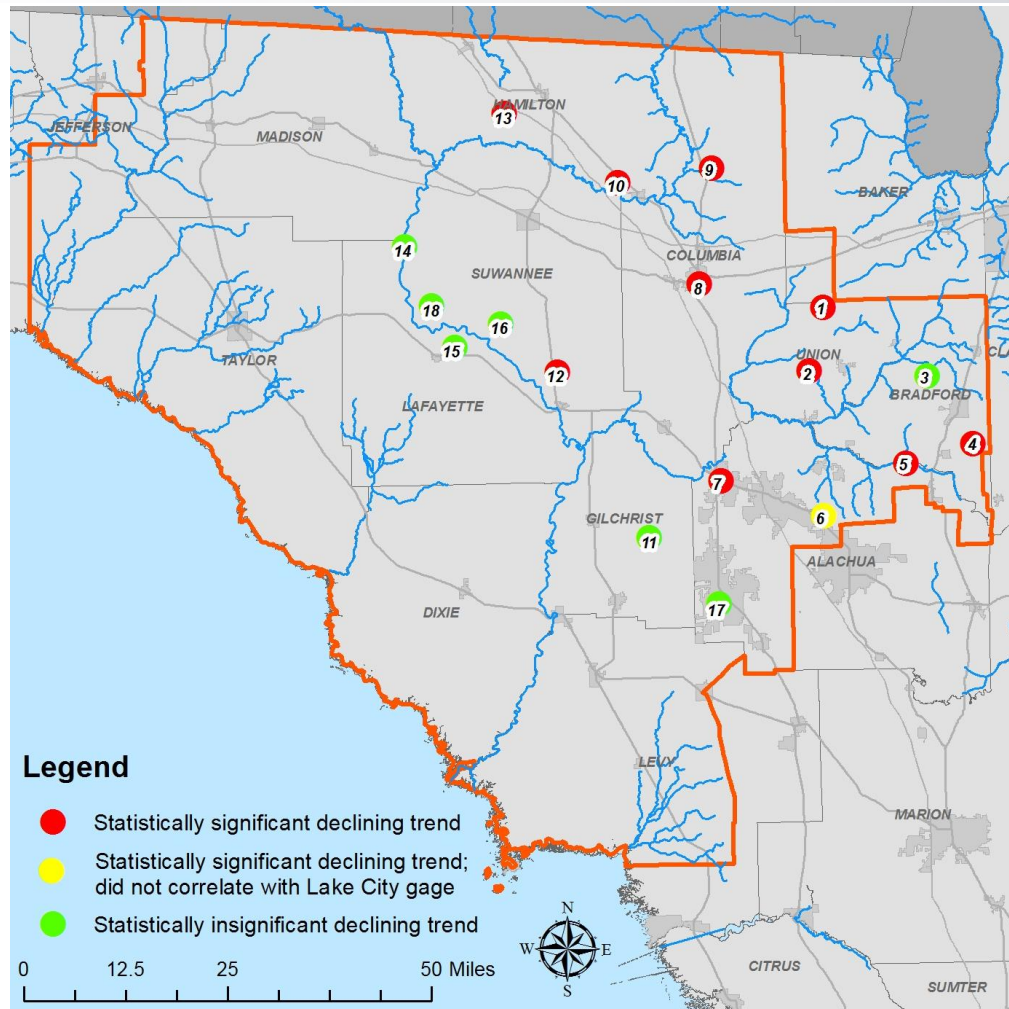 HAMILTON
13
JEFFERSON
MADISON
9
10
BAKER
14
SUWANNEE
COLUMBIA
8
18
16
1
15
TAYLOR
12
UNION
2
3
BRADFORD
CLA
LAFAYETTE
4
5
7
6
GILCHRIST
11
ALACHUA
DIXIE
17
LEVY
MARION
CITRUS
SUMTER
Legend
Statistically significant declining trend
Statistically significant declining trend;
did not correlate with Lake City gage
Statistically insignificant declining trend
N
W
E
S
0 12.5 25 50 Miles